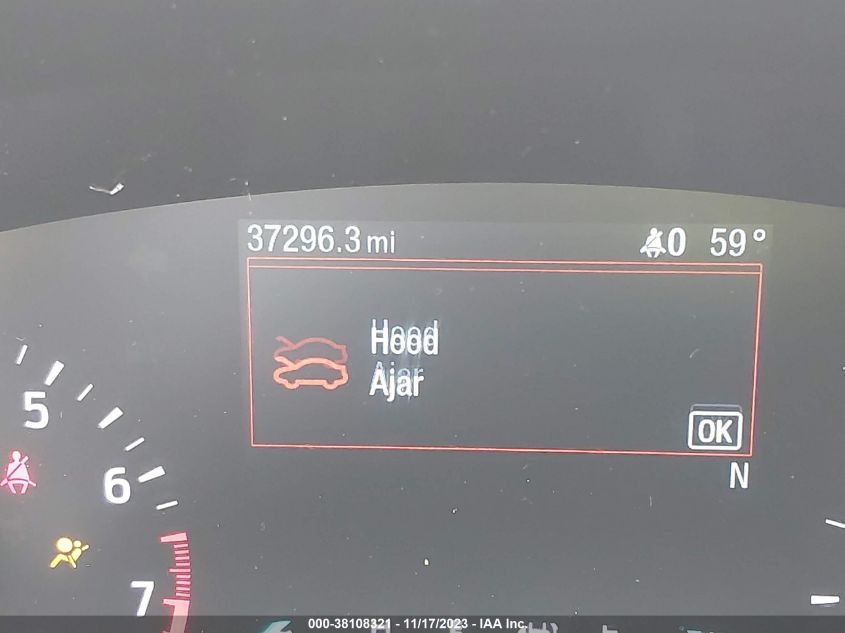 37296.3 mi
0 59°
Hood
Ajar
OK
N
5
6
7
000-38108321 - 11/17/2023 - IAA Inc.